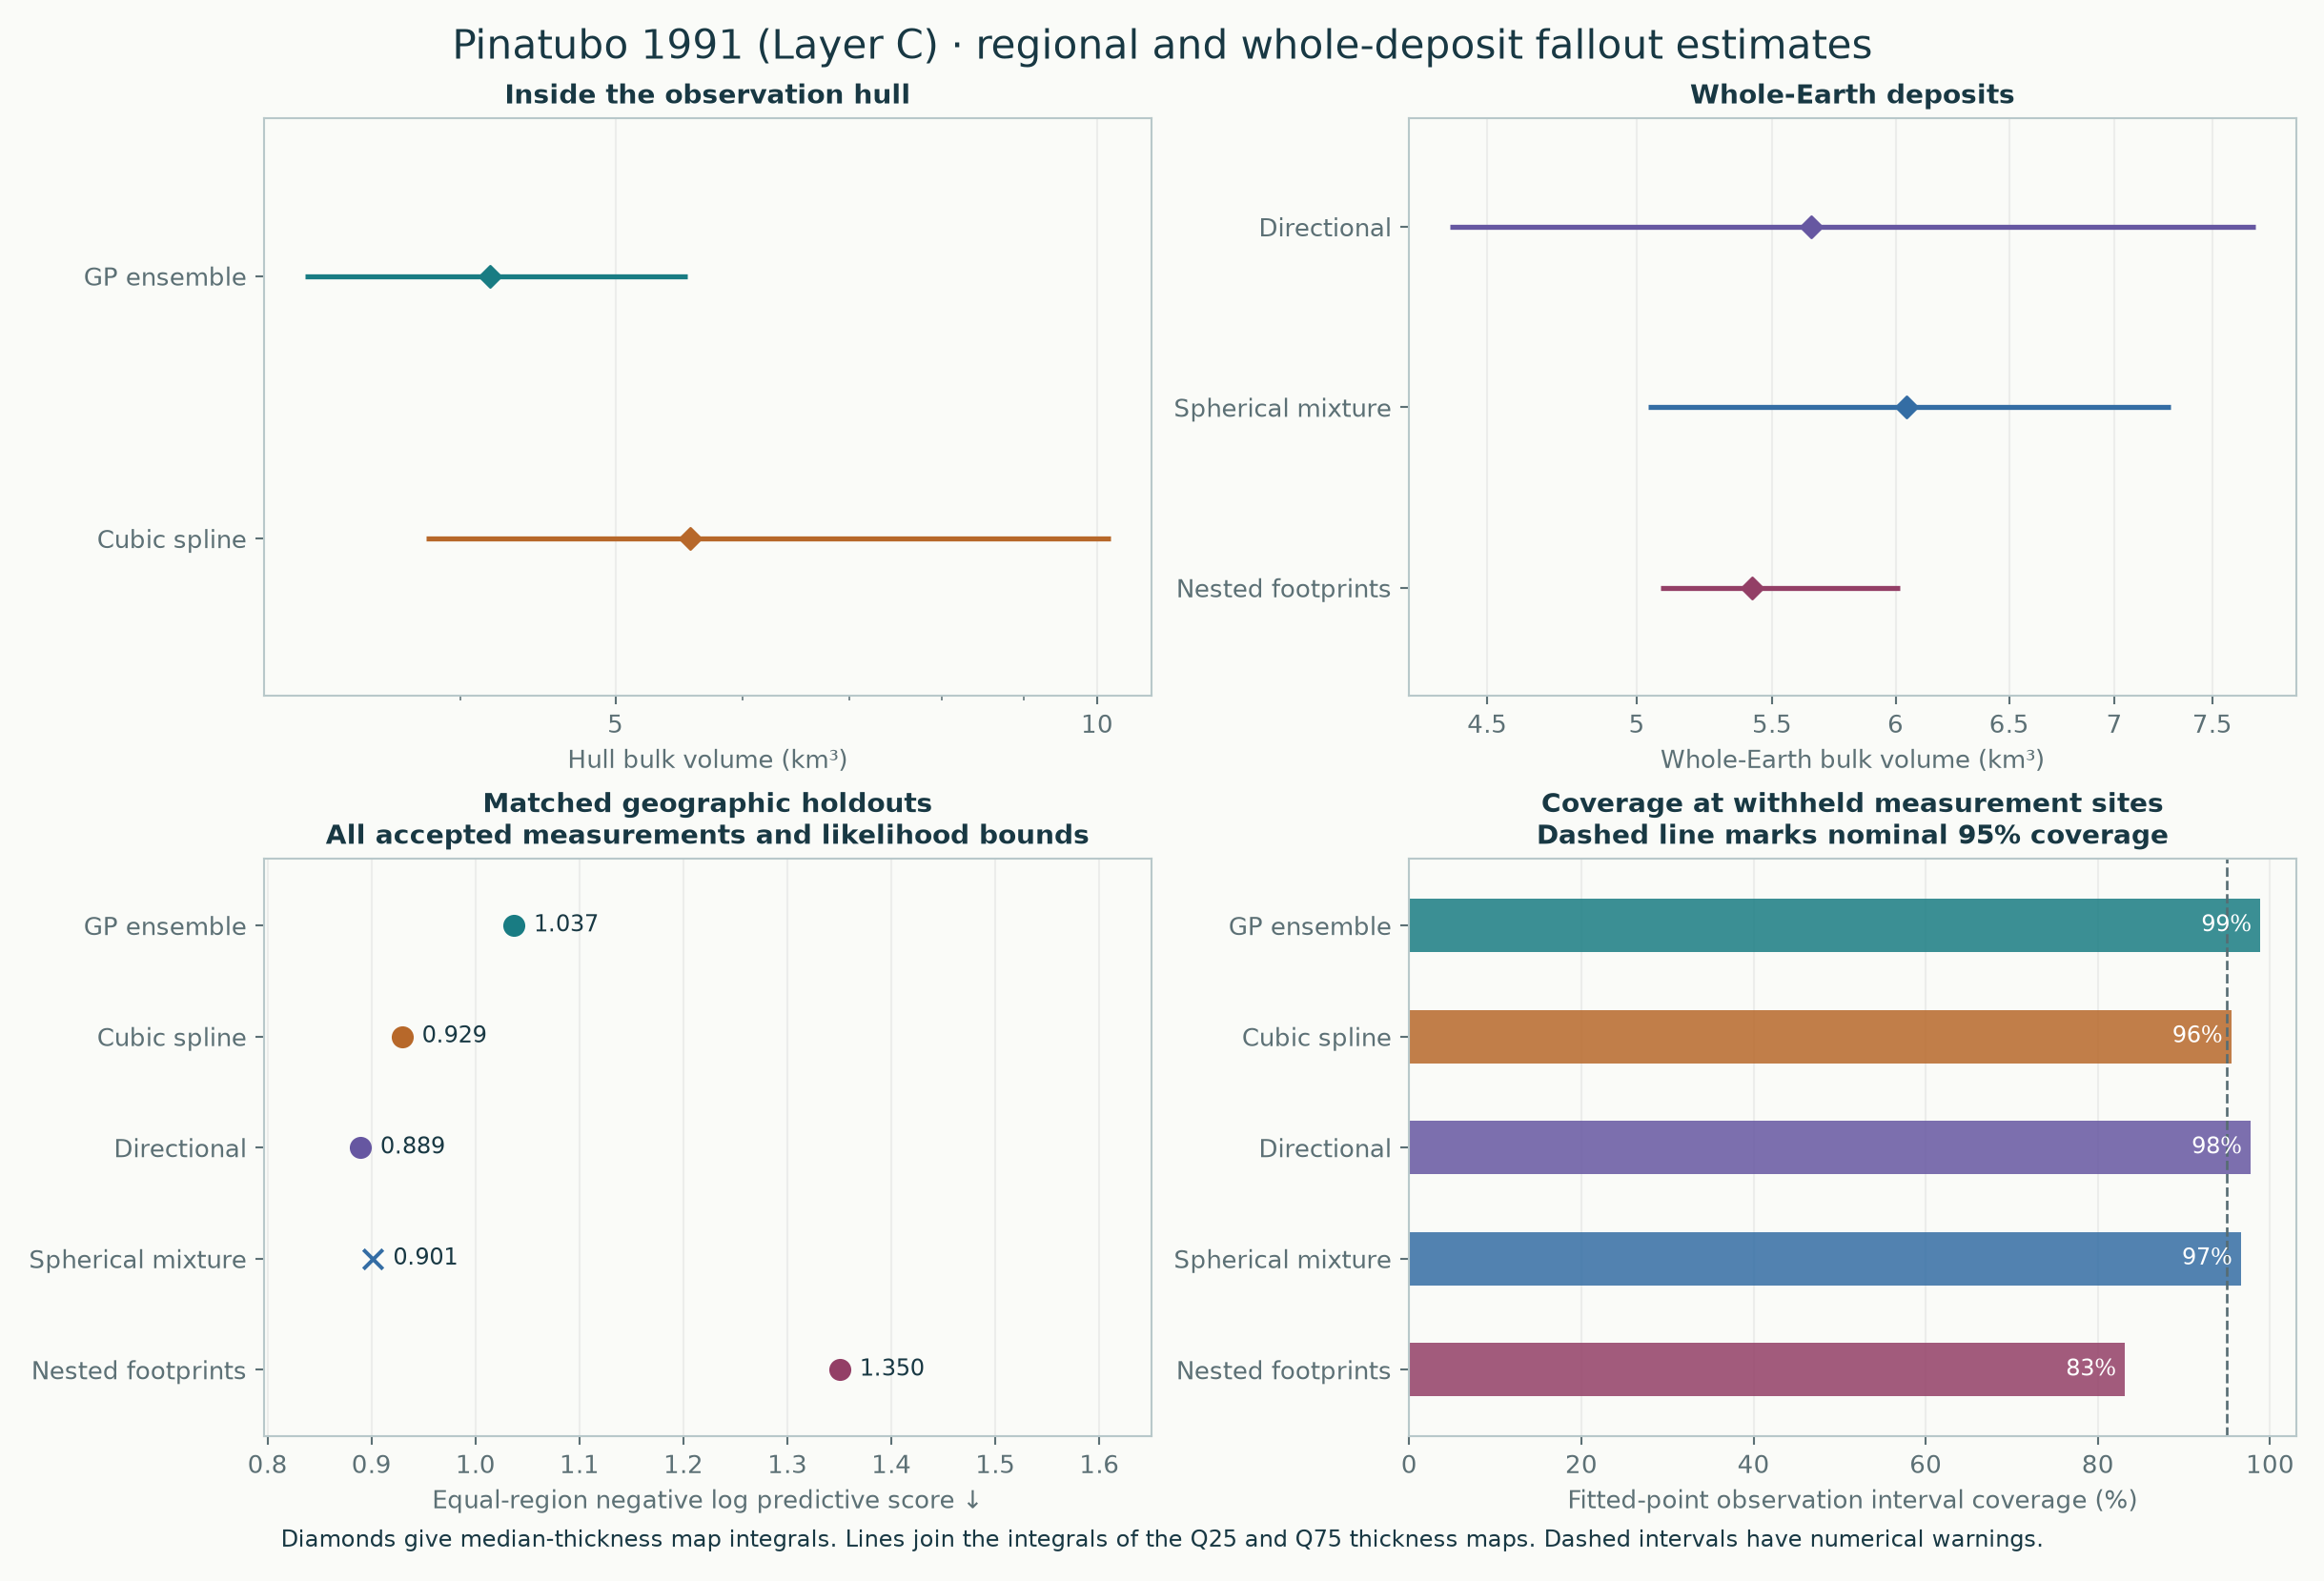 Pinatubo 1991 (Layer C) · regional and whole-deposit fallout estimates
Inside the observation hull
GP ensemble
Cubic spline
5
10
Hull bulk volume (km³)
Whole-Earth deposits
Directional
Spherical mixture
Nested footprints
4.5
5
5.5
6
6.5
7
7.5
Whole-Earth bulk volume (km³)
Matched geographic holdouts
All accepted measurements and likelihood bounds
GP ensemble
1.037
Cubic spline
0.929
Directional
0.889
Spherical mixture
0.901
Nested footprints
1.350
0.8
0.9
1.0
1.1
1.2
1.3
1.4
1.5
1.6
Equal-region negative log predictive score ↓
Coverage at withheld measurement sites
Dashed line marks nominal 95% coverage
GP ensemble
99%
Cubic spline
96%
Directional
98%
Spherical mixture
97%
Nested footprints
83%
0
20
40
60
80
100
Fitted-point observation interval coverage (%)
Diamonds give median-thickness map integrals. Lines join the integrals of the Q25 and Q75 thickness maps. Dashed intervals have numerical warnings.